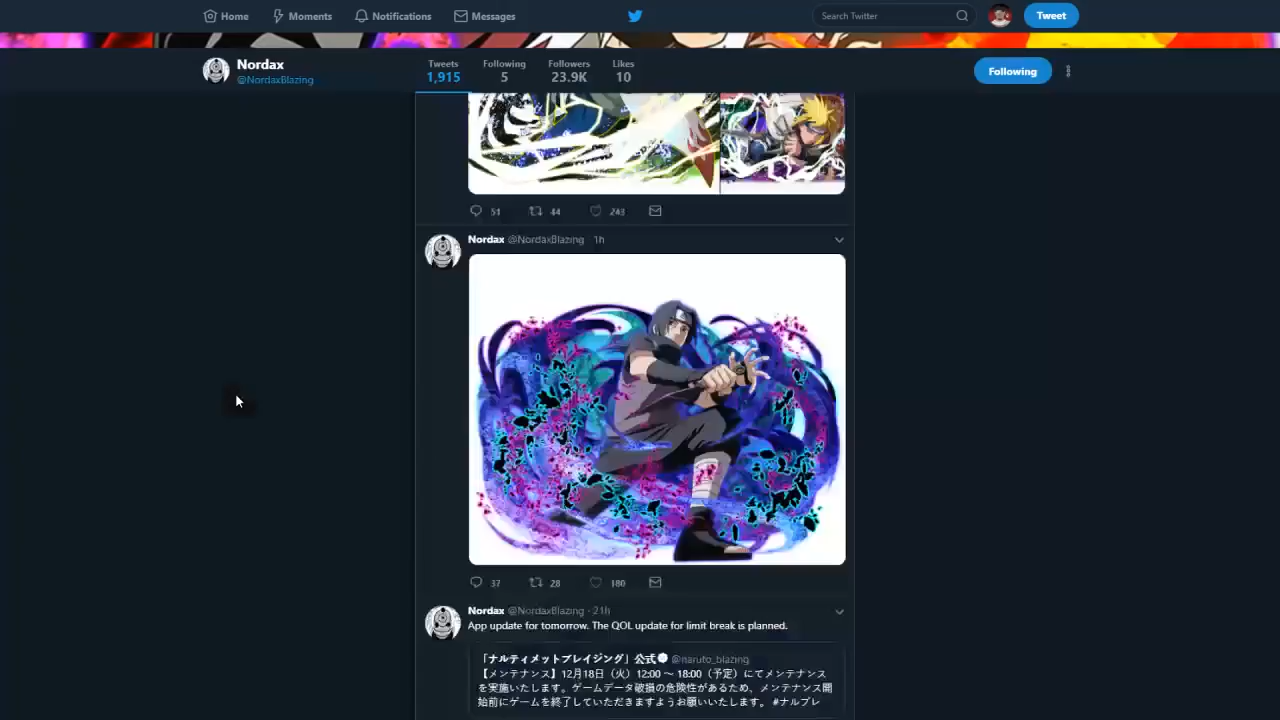 Home
Moments
Notifications
Messages
Search Twitter
Tweet
Nordax
@NordaxBlazing
Tweets
1,915
Following
5
Followers
23.9K
Likes
10
Following
51
44
243
Nordax @NordaxBlazing 1h
37
28
180
Nordax @NordaxBlazing · 21h
App update for tomorrow. The QOL update for limit break is planned.
「ナルティメットブレイジング」公式 @naruto_blazing
【メンテナンス】12月18日（火）12:00 ～ 18:00（予定）にてメンテナンス
を実施いたします。ゲームデータ破損の危険性があるため、メンテナンス開
始前にゲームを終了していただきますようお願いいたします。 #ナルブレ